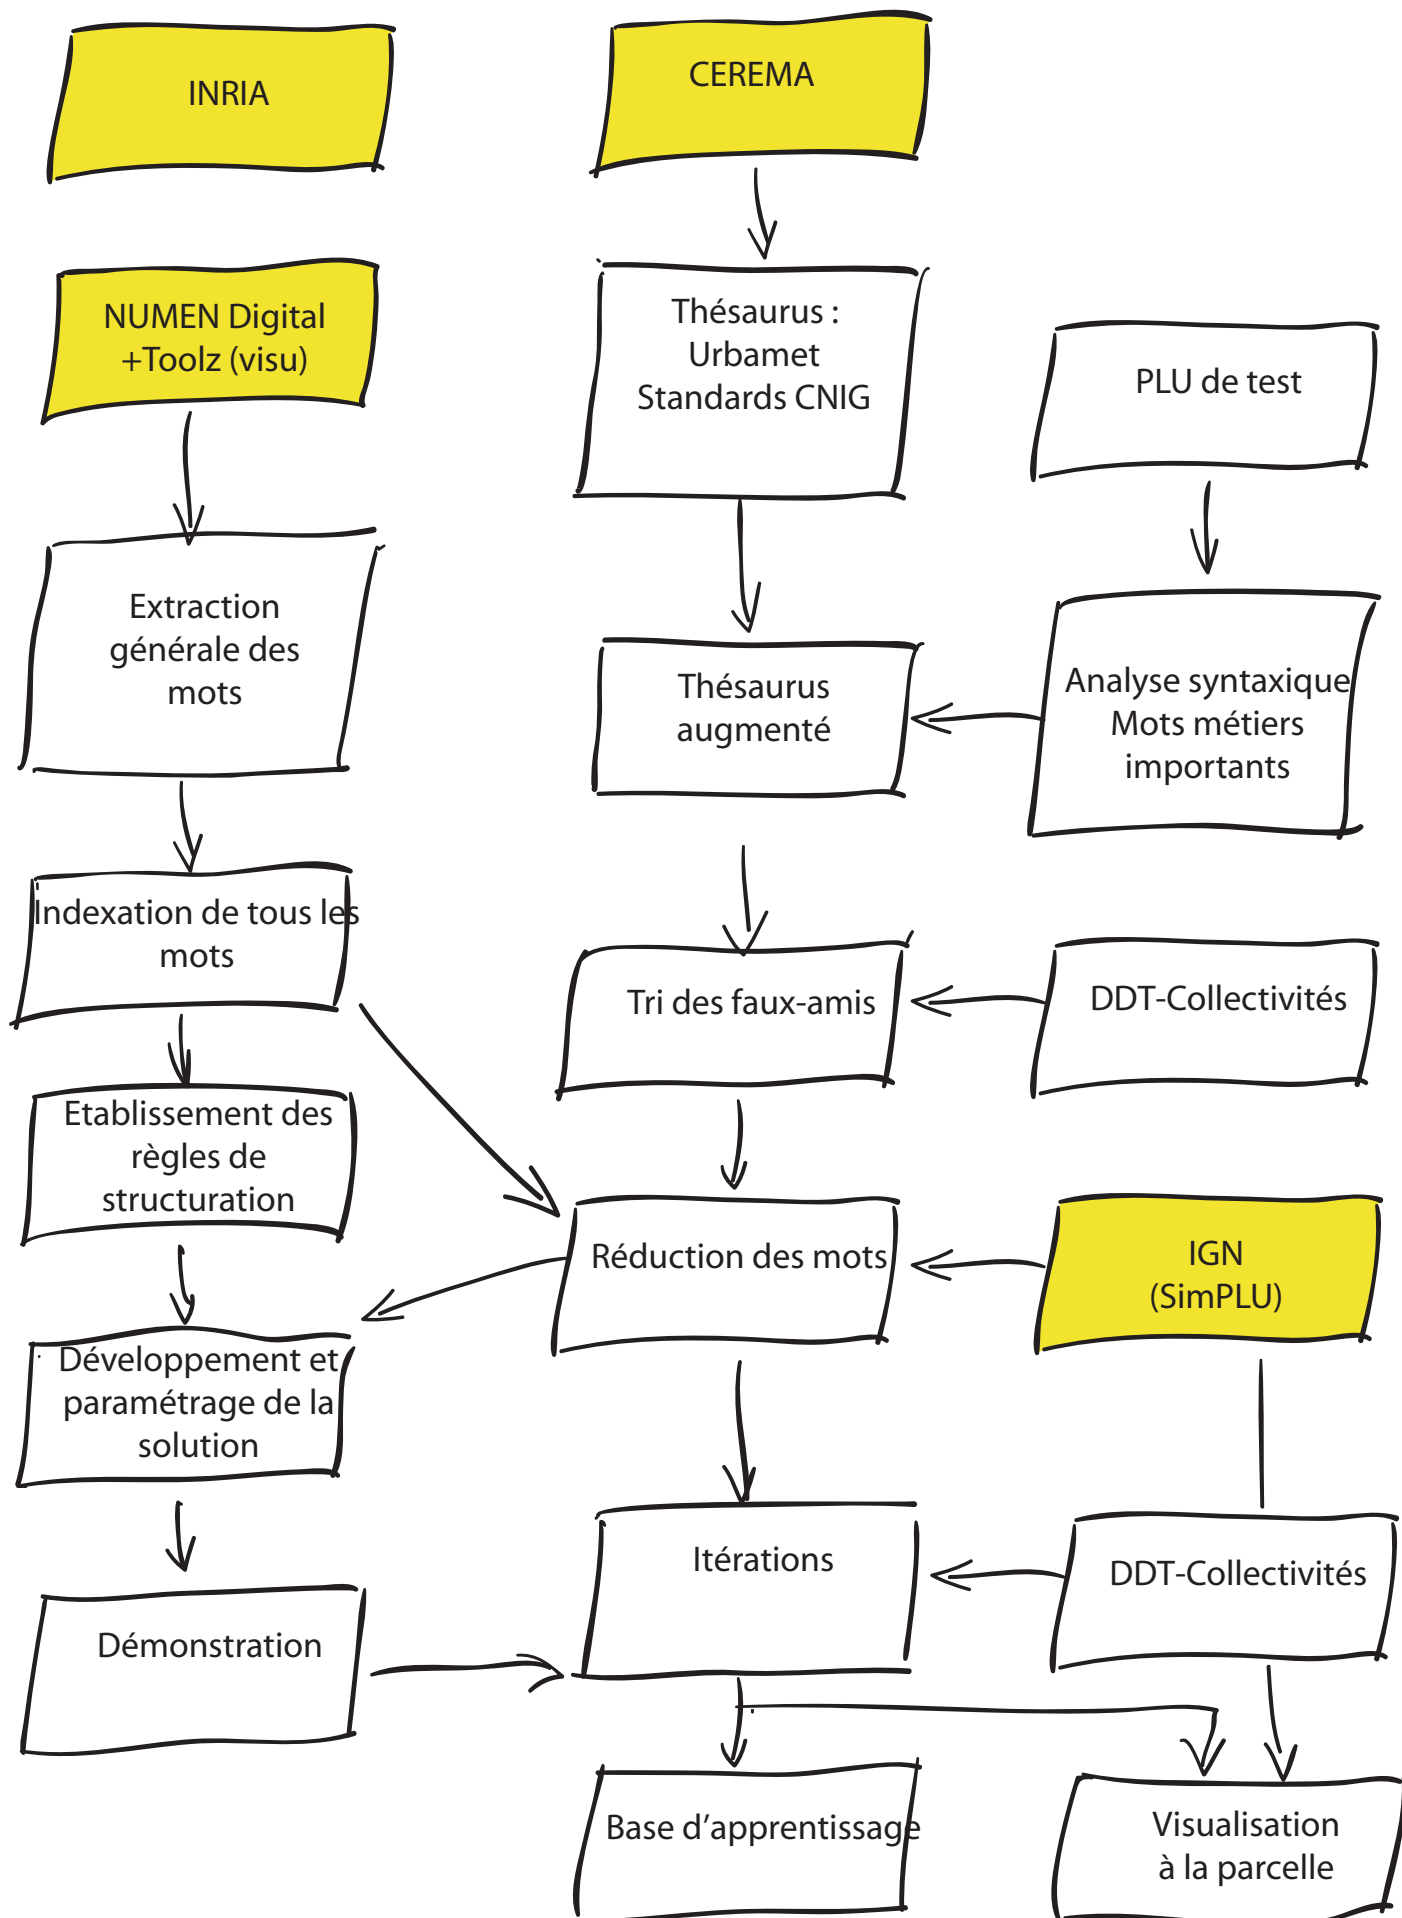 INRIA
CEREMA
NUMEN Digital
+Toolz (visu)
Thésaurus :
Urbamet
Standards CNIG
PLU de test
Extraction
générale des
mots
Thésaurus
augmenté
Analyse syntaxique
Mots métiers
importants
Indexation de tous les
mots
Tri des faux-amis
DDT-Collectivités
Etablissement des
règles de
structuration
Réduction des mots
IGN
(SimPLU)
Développement et
paramétrage de la
solution
Itérations
DDT-Collectivités
Démonstration
Base d’apprentissage
Visualisation
à la parcelle